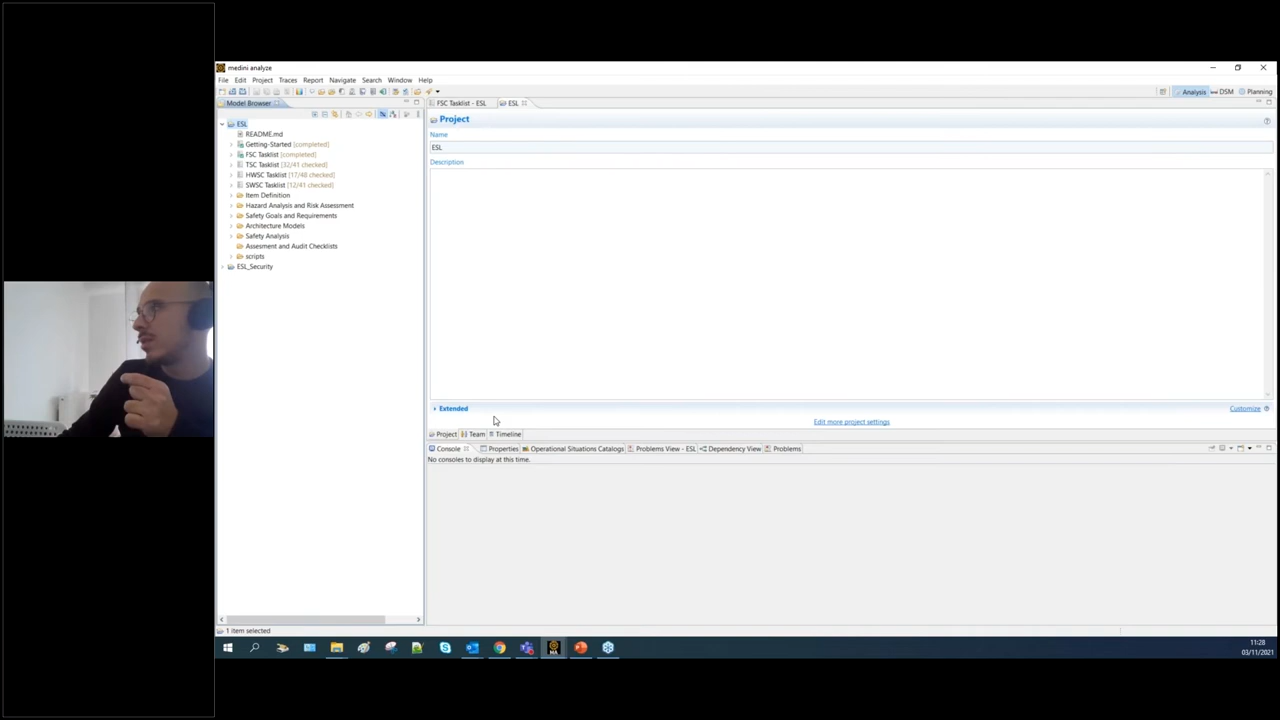 medini analyze
File Edit Project Traces Report Navigate Search Window Help
Analysis DSM Planning
Model Browser
FSC Tasklist - ESL
ESL
ESL
README.md
Getting-Started [completed]
FSC Tasklist [completed]
TSC Tasklist [32/41 checked]
HWSC Tasklist [17/48 checked]
SWSC Tasklist [12/41 checked]
Item Definition
Hazard Analysis and Risk Assessment
Safety Goals and Requirements
Architecture Models
Safety Analysis
Assesment and Audit Checklists
scripts
ESL_Security
Project
Name
ESL
Description
Extended
Customize
Edit more project settings
Project Team Timeline
Console Properties Operational Situations Catalogs Problems View - ESL Dependency View Problems
No consoles to display at this time.
1 item selected
MA
11:28
03/11/2021